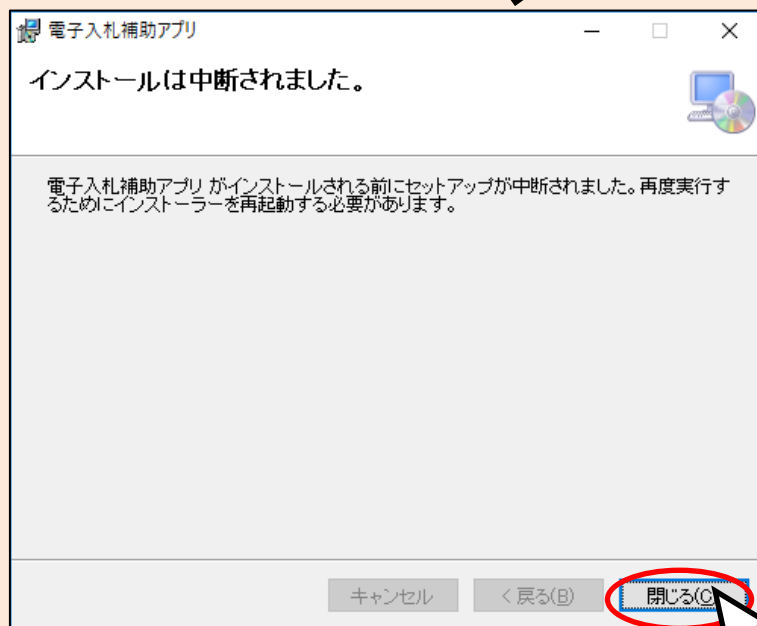 電子入札補助アプリ
インストールは中断されました。
電子入札補助アプリ がインストールされる前にセットアップが中断されました。再度実行す
るためにインストーラーを再起動する必要があります。
キャンセル
< 戻る(B)
閉じる(C)